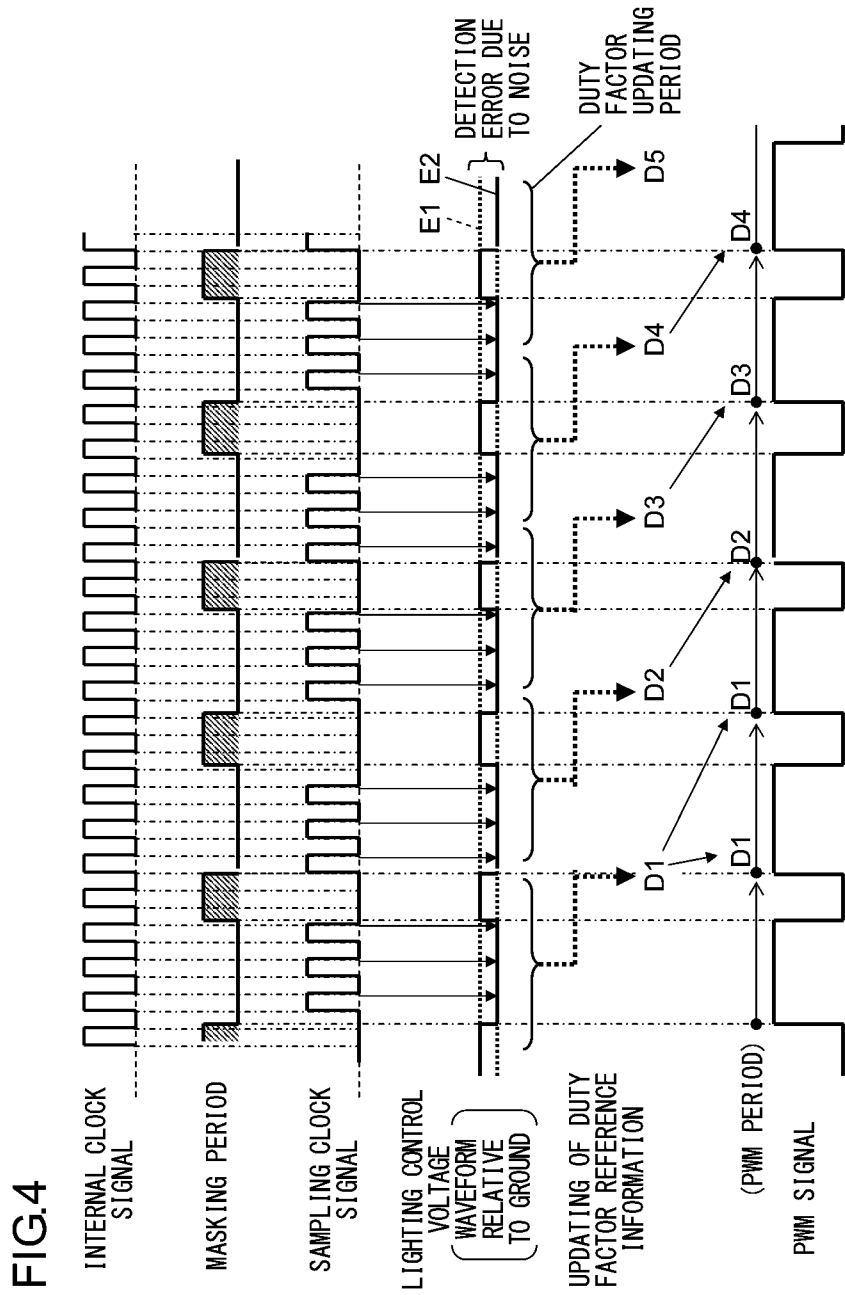 FIG.4
INTERNAL CLOCK
SIGNAL
MASKING PERIOD
SAMPLING CLOCK
SIGNAL
LIGHTING CONTROL
VOLTAGE
WAVEFORM
RELATIVE
TO GROUND
E1
E2
DETECTION
ERROR DUE
TO NOISE
UPDATING OF DUTY
FACTOR REFERENCE
INFORMATION
D1
D2
D3
D4
D5
DUTY
FACTOR
UPDATING
PERIOD
(PWM PERIOD)
D1
D1
D2
D3
D4
PWM SIGNAL